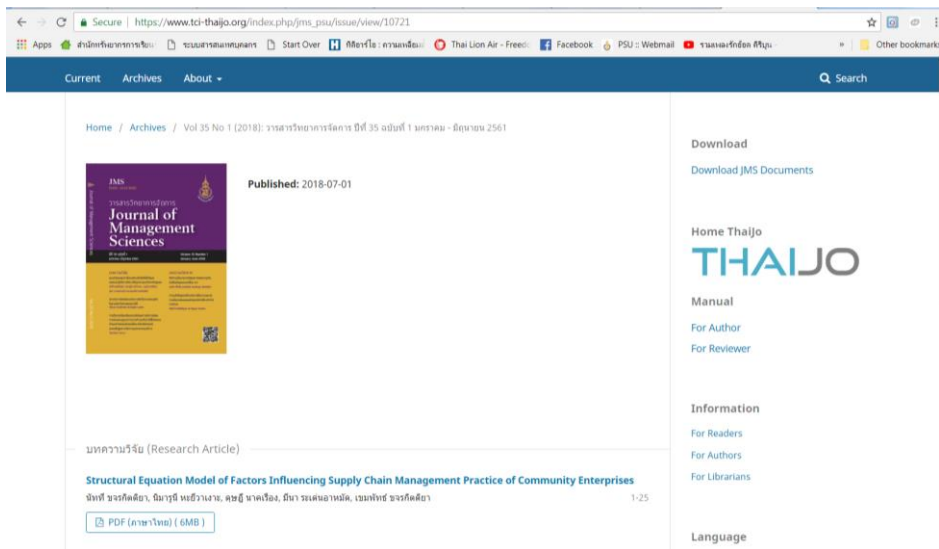 Secure | https://www.tci-thaijo.org/index.php/jms_psu/issue/view/10721
Apps Start Over Thai Lion Air - Freed Facebook PSU :: Webmail Other bookmarks
Current Archives About Search
Home / Archives / Vol 35 No 1 (2018): วารสารวิทยาการจัดการ ปีที่ 35 ฉบับที่ 1 มกราคม - มิถุนายน 2561
JMS
วารสารวิทยาการจัดการ
Journal of
Management
Sciences
Published: 2018-07-01
บทความวิจัย (Research Article)
Structural Equation Model of Factors Influencing Supply Chain Management Practice of Community Enterprises
1-25
PDF (ภาษาไทย) ( 6MB )
Download
Download JMS Documents
Home ThaiJo
THAIJO
Manual
For Author
For Reviewer
Information
For Readers
For Authors
For Librarians
Language